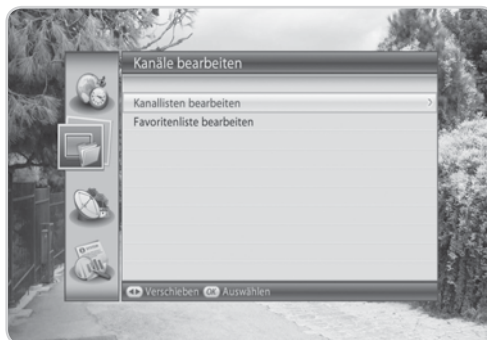 Kanäle bearbeiten
Kanallisten bearbeiten
Favoritenliste bearbeiten
Verschieben OK Auswählen